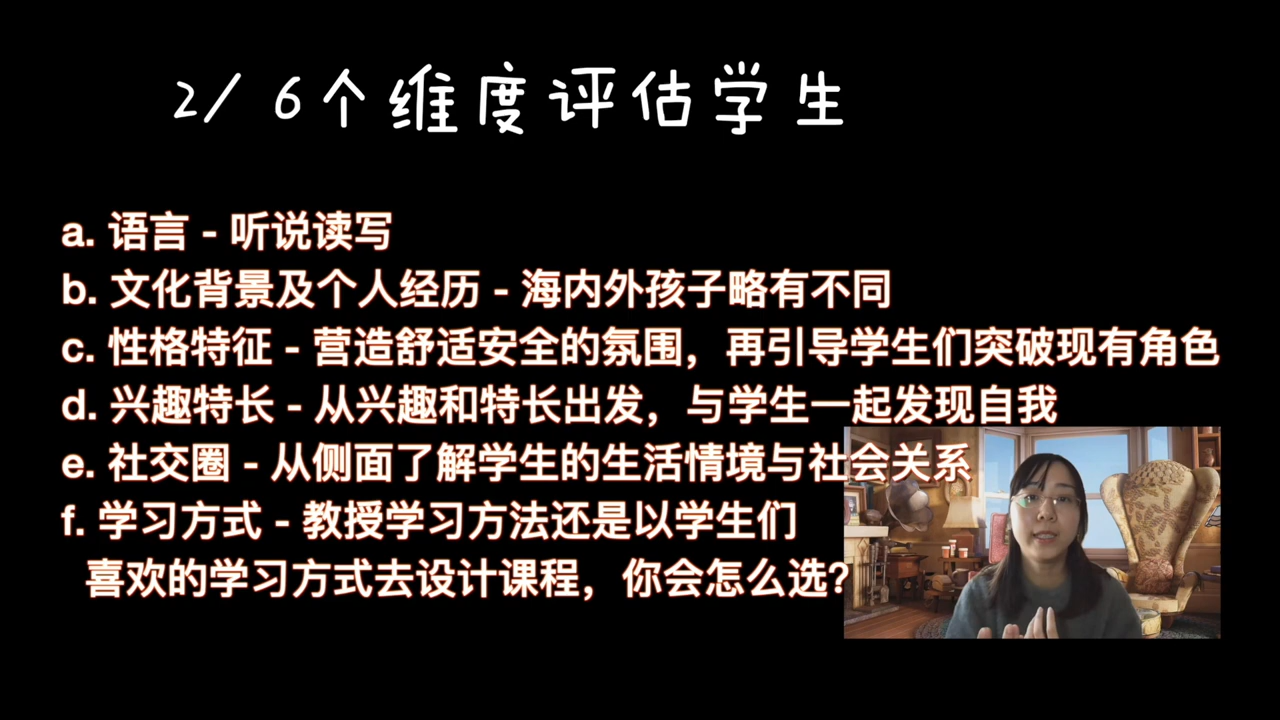 2/ 6个维度评估学生
a. 语言 - 听说读写
b. 文化背景及个人经历 - 海内外孩子略有不同
c. 性格特征 - 营造舒适安全的氛围，再引导学生们突破现有角色
d. 兴趣特长 - 从兴趣和特长出发，与学生一起发现自我
e. 社交圈 - 从侧面了解学生的生活情境与社会关系
f. 学习方式 - 教授学习方法还是以学生们
喜欢的学习方式去设计课程，你会怎么选？